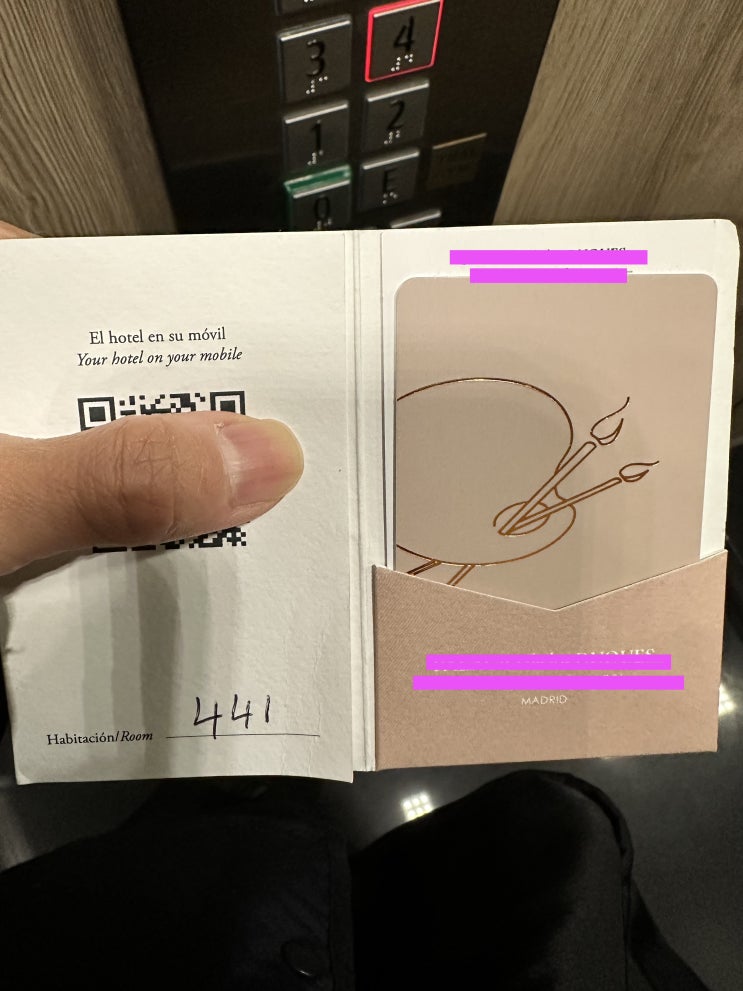 3
4
1
2
0
E
El hotel en su móvil
Your hotel on your mobile
Habitación/Room 441
MADRID